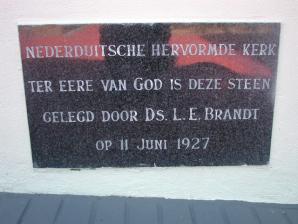 NEDERDUITSCHE HERVORMDE KERK
TER EERE VAN GOD IS DEZE STEEN
GELEGD DOOR DS. L. E. BRANDT
OP 11 JUNI 1927